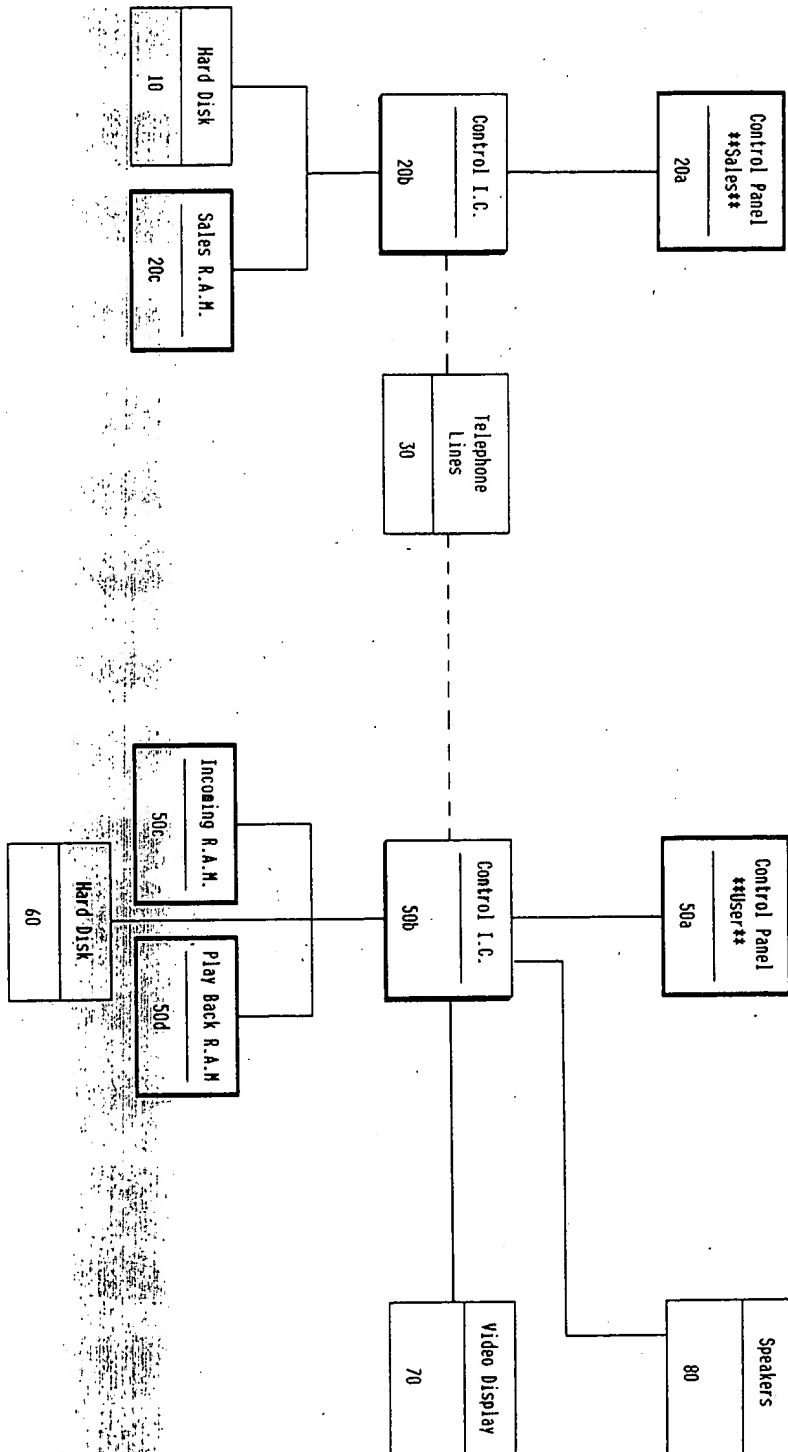 Control Panel
**Sales**
20a
Control I.C.
20b
Hard Disk
10
Sales R.A.M.
20c
Telephone
Lines
30
Control Panel
**User**
50a
Control I.C.
50b
Incoming R.A.M.
50c
Play Back R.A.M
50d
Hard Disk
60
Speakers
80
Video Display
70